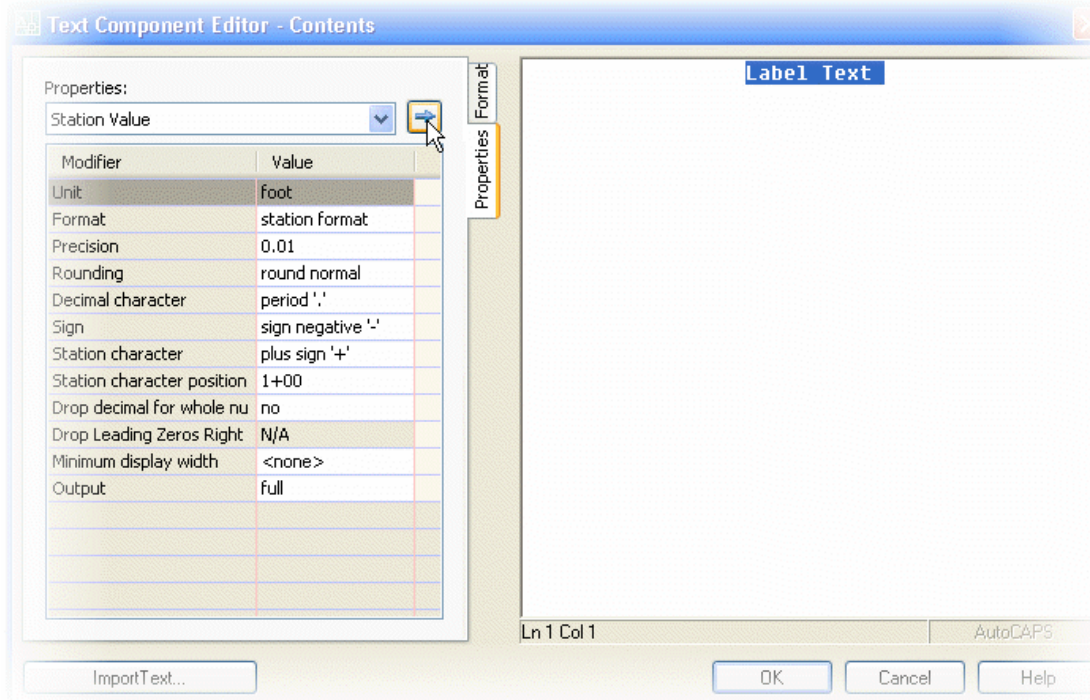 Text Component Editor - Contents
Properties:
Station Value
Modifier Value
Unit foot
Format station format
Precision 0.01
Rounding round normal
Decimal character period '.'
Sign sign negative '-'
Station character plus sign '+'
Station character position 1+00
Drop decimal for whole nu no
Drop Leading Zeros Right N/A
Minimum display width <none>
Output full
Format
Properties
Label Text
Ln 1 Col 1 AutoCAPS
ImportText... OK Cancel Help